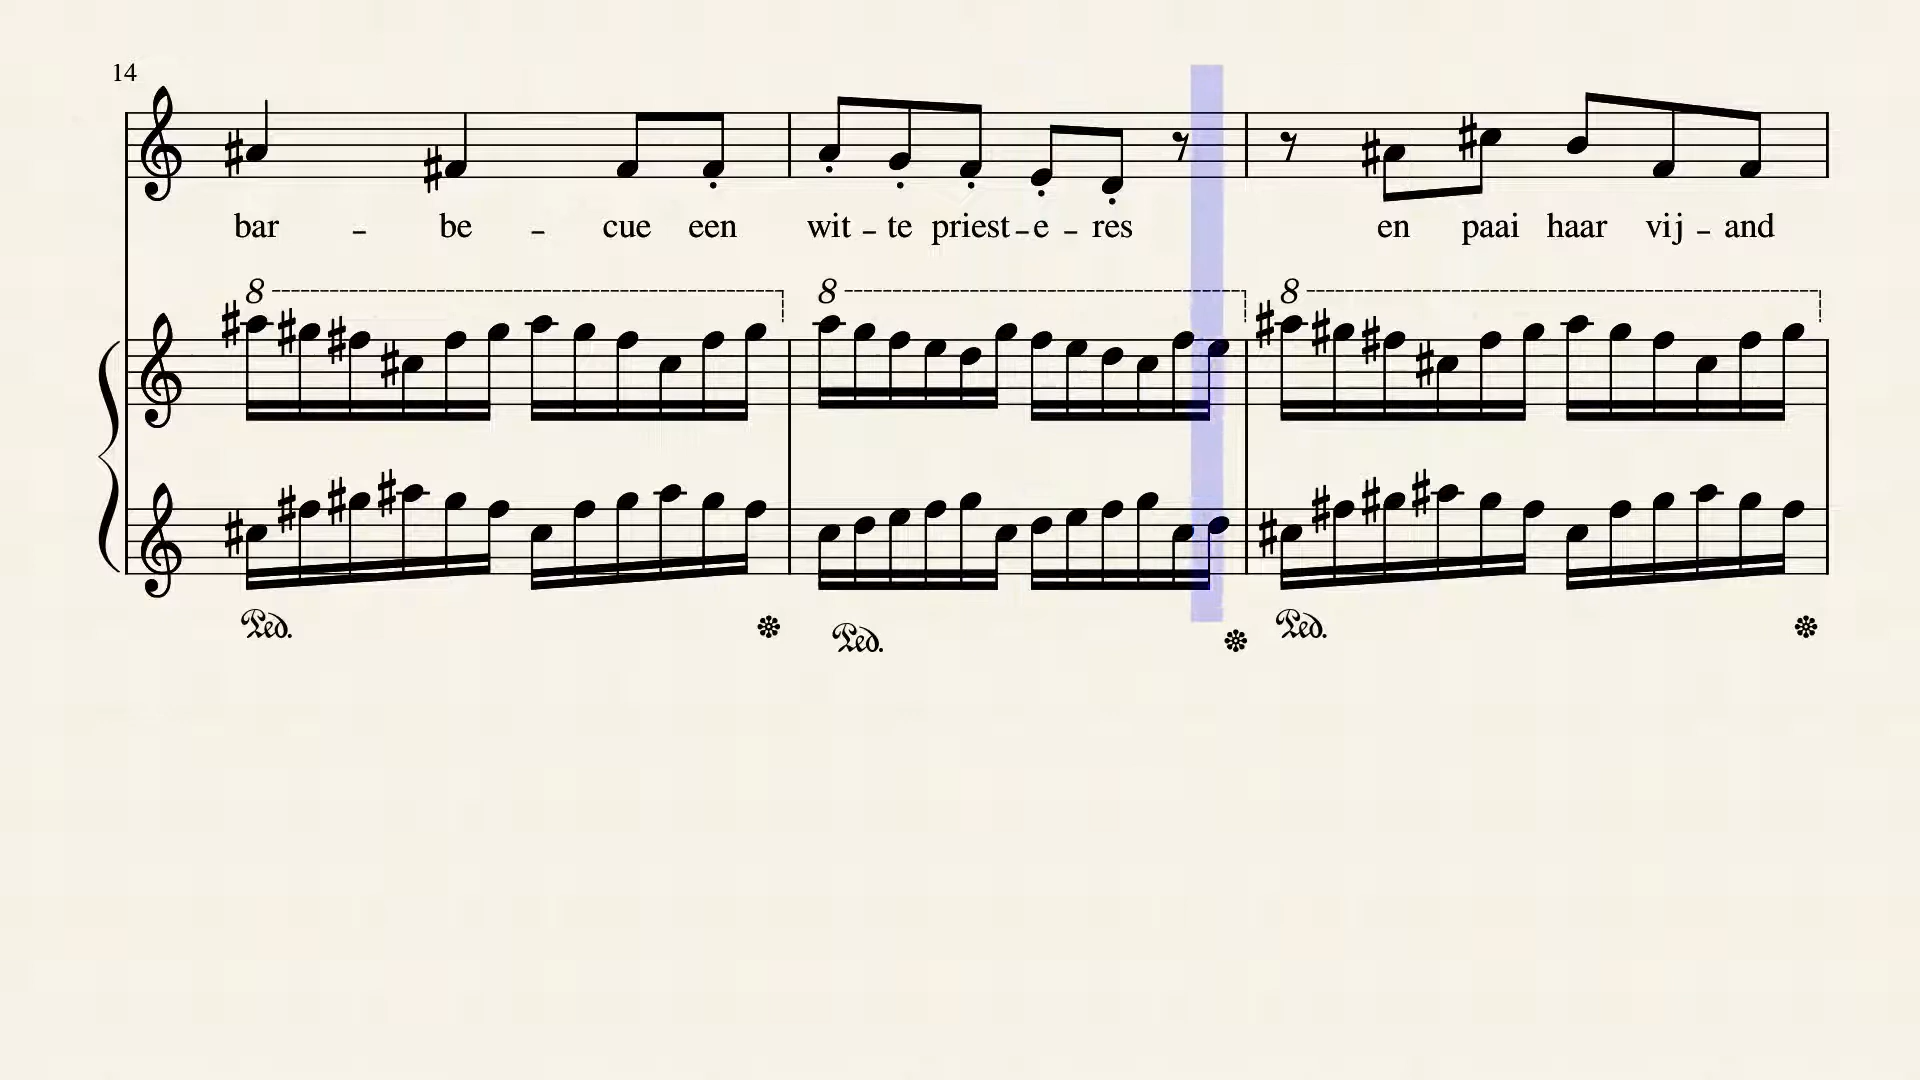 14
bar - be - cue een wit - te priest - e - res en paai haar vij - and
8 8 8
Ped. Ped. Ped.